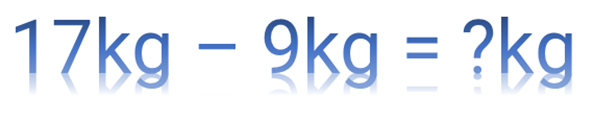 17kg – 9kg = ?kg